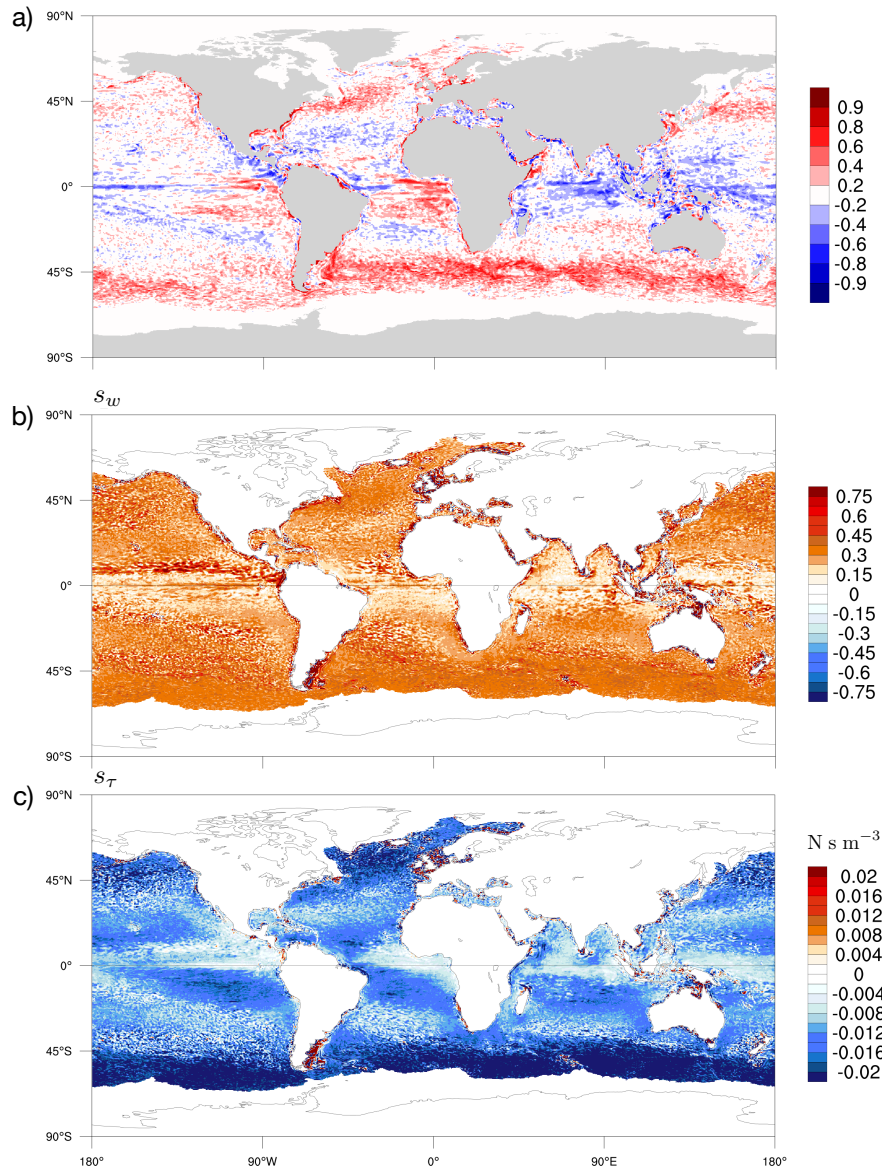 a)
90°N
45°N
0°
45°S
90°S
0.9
0.8
0.6
0.4
0.2
-0.2
-0.4
-0.6
-0.8
-0.9
b)
s_w
90°N
45°N
0°
45°S
90°S
0.75
0.6
0.45
0.3
0.15
0
-0.15
-0.3
-0.45
-0.6
-0.75
c)
s_τ
90°N
45°N
0°
45°S
90°S
180°
90°W
0°
90°E
180°
N s m⁻³
0.02
0.016
0.012
0.008
0.004
0
-0.004
-0.008
-0.012
-0.016
-0.02